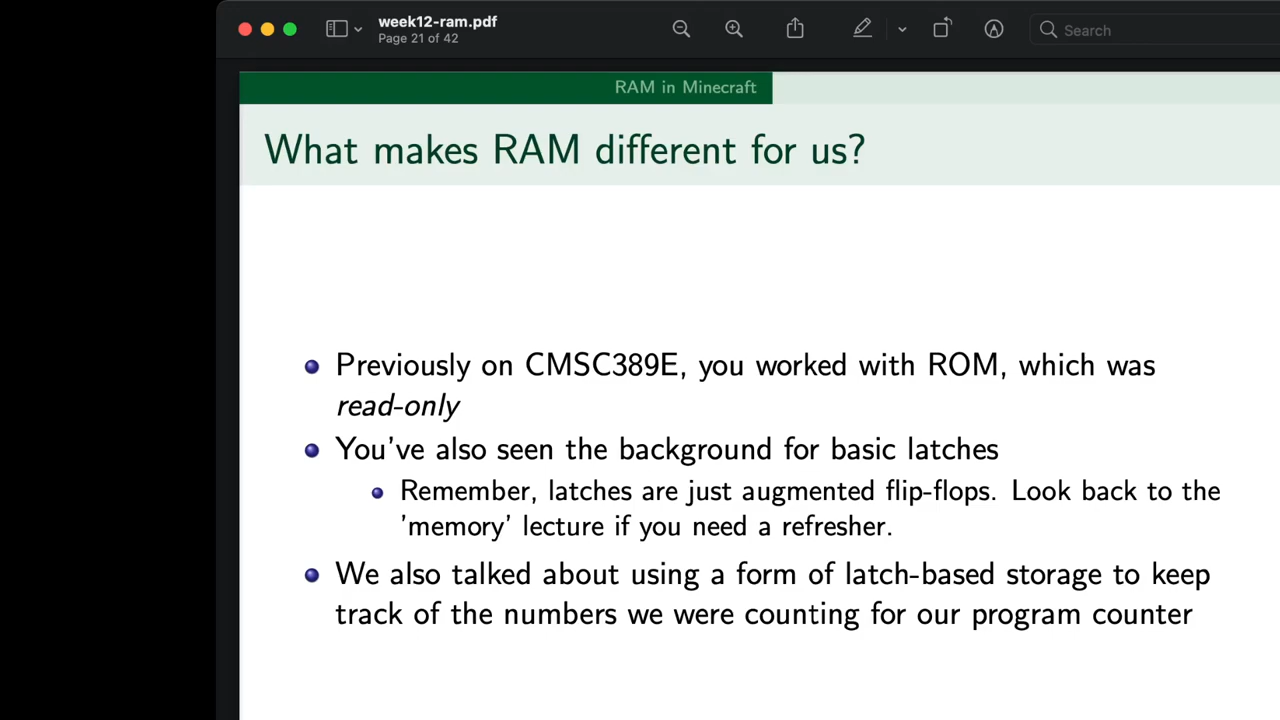 week12-ram.pdf
Page 21 of 42
Search
RAM in Minecraft
What makes RAM different for us?
Previously on CMSC389E, you worked with ROM, which was
read-only
You've also seen the background for basic latches
Remember, latches are just augmented flip-flops. Look back to the
'memory' lecture if you need a refresher.
We also talked about using a form of latch-based storage to keep
track of the numbers we were counting for our program counter